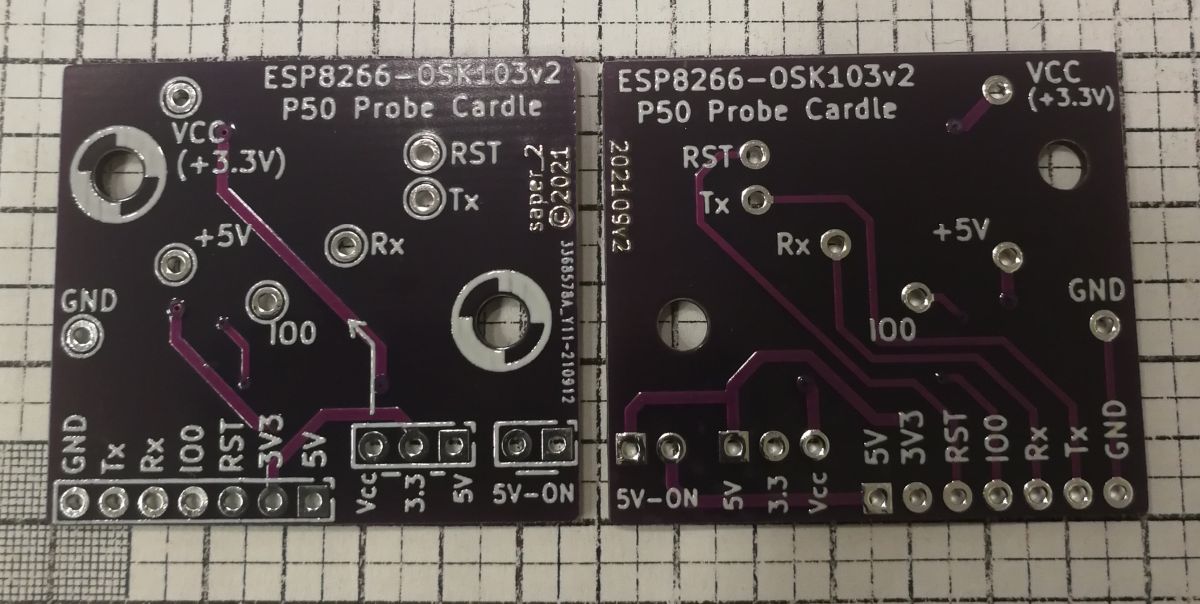 ESP8266-OSK103v2
P50 Probe Cardle
VCC
(+3.3V)
RST
Tx
saper_2
©2021
+5V
Rx
3368578A_Y11-210912
GND
IO0
GND
Tx
Rx
IO0
RST
3V3
5V
Vcc
3.3
5V
5V-ON
ESP8266-OSK103v2
P50 Probe Cardle
VCC
(+3.3V)
RST
Tx
202109v2
Rx
+5V
GND
IO0
5V-ON
5V
3.3
Vcc
5V
3V3
RST
IO0
Rx
Tx
GND